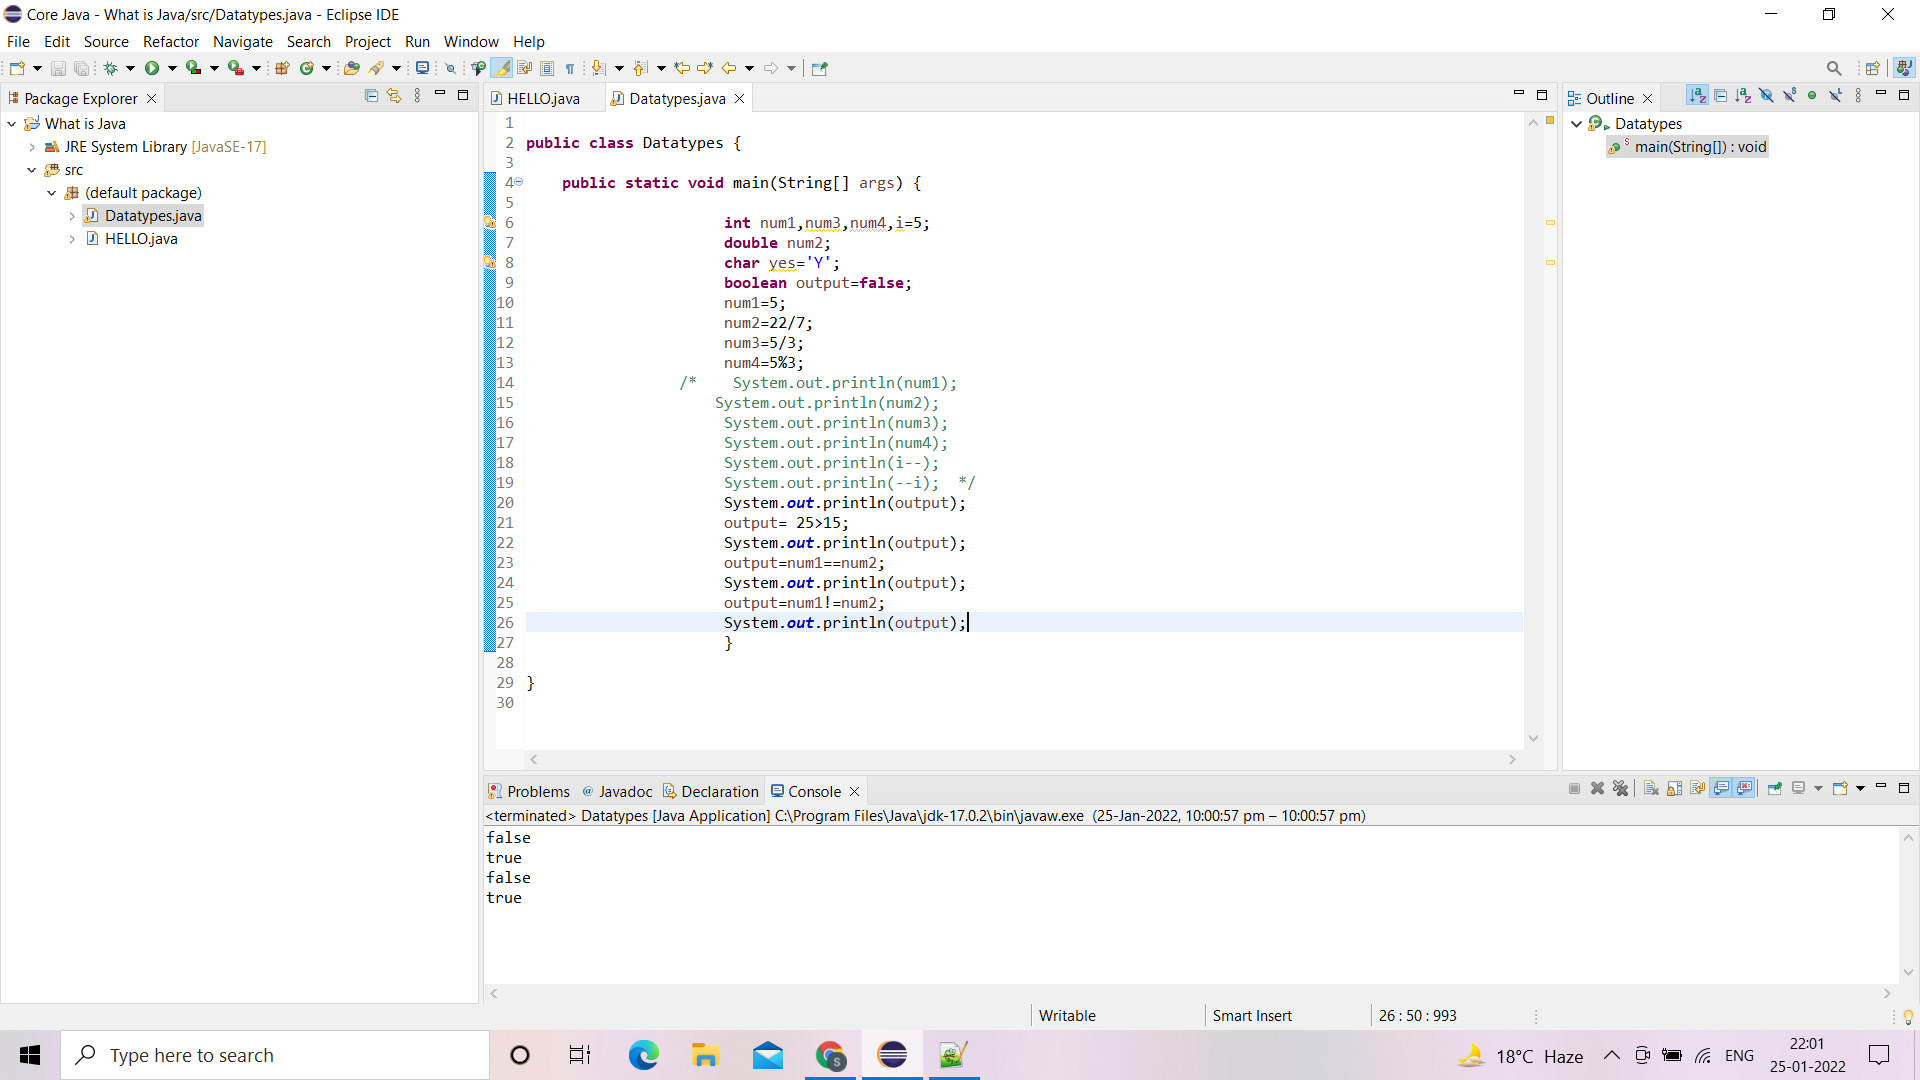 Core Java - What is Java/src/Datatypes.java - Eclipse IDE
File Edit Source Refactor Navigate Search Project Run Window Help
Package Explorer
What is Java
JRE System Library [JavaSE-17]
src
(default package)
Datatypes.java
HELLO.java
HELLO.java Datatypes.java
1
2 public class Datatypes {
3
4 public static void main(String[] args) {
5
6 int num1,num3,num4,i=5;
7 double num2;
8 char yes='Y';
9 boolean output=false;
10 num1=5;
11 num2=22/7;
12 num3=5/3;
13 num4=5%3;
14 /* System.out.println(num1);
15 System.out.println(num2);
16 System.out.println(num3);
17 System.out.println(num4);
18 System.out.println(i--);
19 System.out.println(--i); */
20 System.out.println(output);
21 output= 25>15;
22 System.out.println(output);
23 output=num1==num2;
24 System.out.println(output);
25 output=num1!=num2;
26 System.out.println(output);
27 }
28
29 }
30
Outline
Datatypes
main(String[]) : void
Problems @ Javadoc Declaration Console
<terminated> Datatypes [Java Application] C:\Program Files\Java\jdk-17.0.2\bin\javaw.exe (25-Jan-2022, 10:00:57 pm – 10:00:57 pm)
false
true
false
true
Writable Smart Insert 26 : 50 : 993
Type here to search
18°C Haze ENG
22:01
25-01-2022